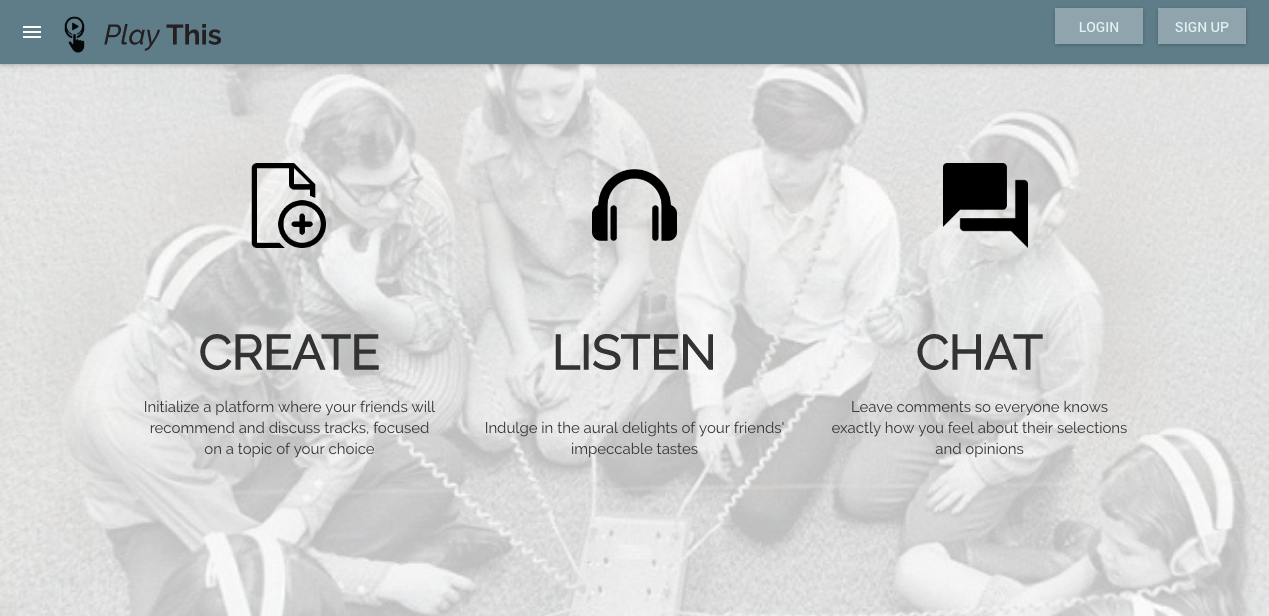 Play This
LOGIN
SIGN UP
CREATE
Initialize a platform where your friends will
recommend and discuss tracks, focused
on a topic of your choice
LISTEN
Indulge in the aural delights of your friends'
impeccable tastes
CHAT
Leave comments so everyone knows
exactly how you feel about their selections
and opinions